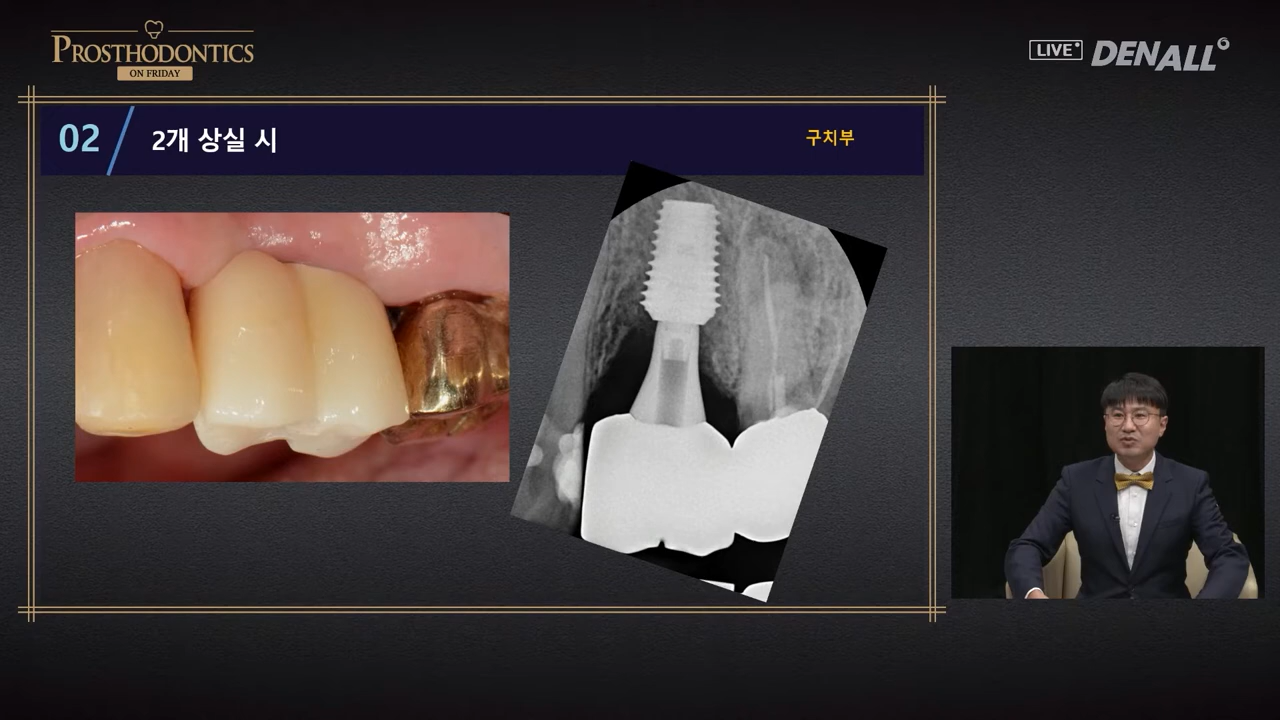 PROSTHODONTICS
ON FRIDAY
LIVE
DENALL
02
2개 상실 시
구치부